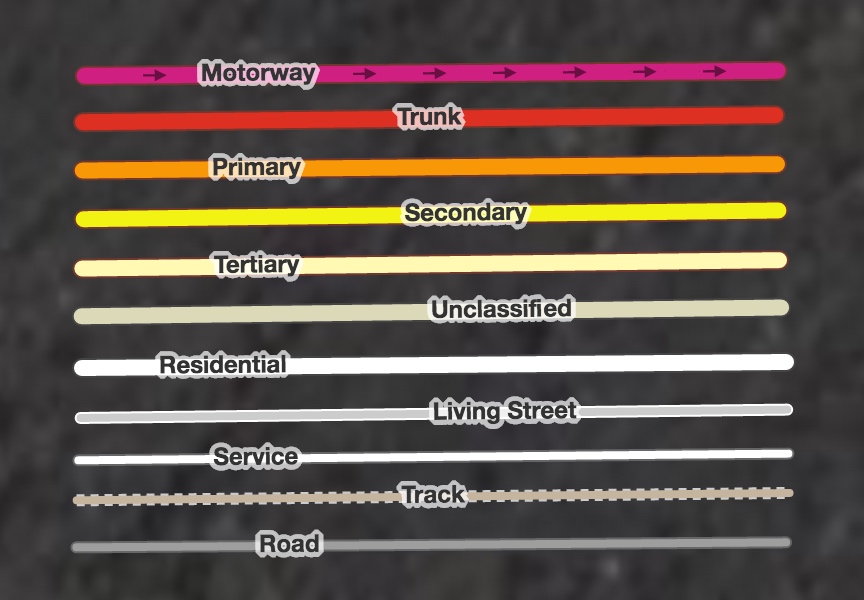 Motorway
Trunk
Primary
Secondary
Tertiary
Unclassified
Residential
Living Street
Service
Track
Road